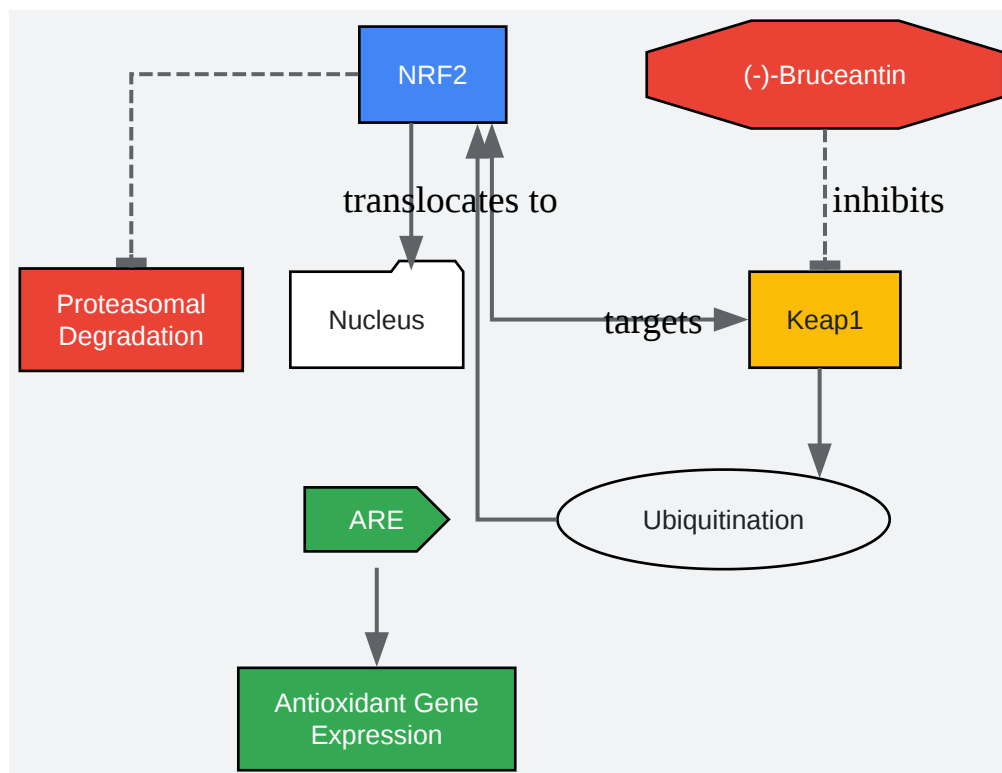 NRF2
(-)-Bruceantin
translocates to
inhibits
Proteasomal
Degradation
Nucleus
targets
Keap1
ARE
Ubiquitination
Antioxidant Gene
Expression